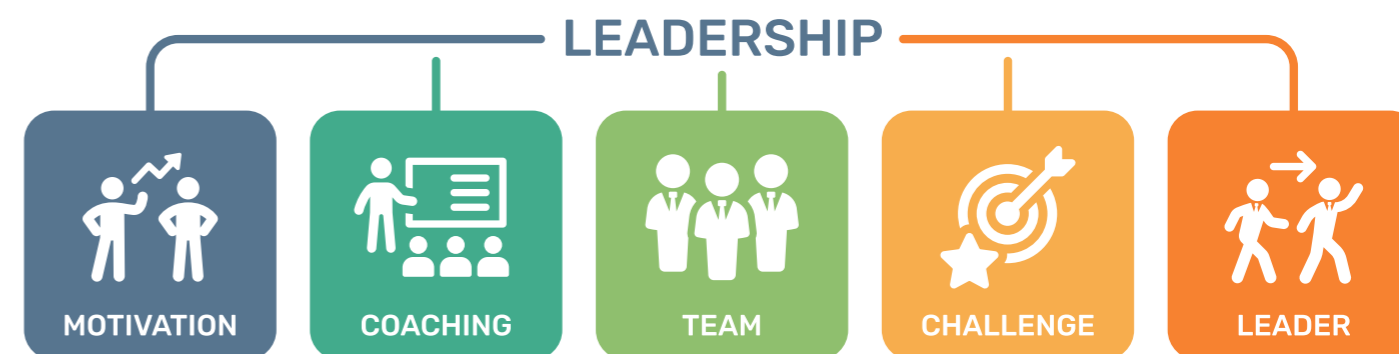 LEADERSHIP
MOTIVATION
COACHING
TEAM
CHALLENGE
LEADER